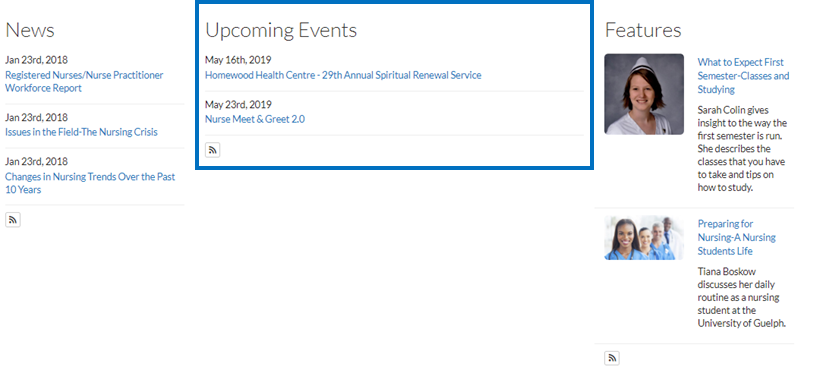 News
Jan 23rd, 2018
Registered Nurses/Nurse Practitioner
Workforce Report
Jan 23rd, 2018
Issues in the Field-The Nursing Crisis
Jan 23rd, 2018
Changes in Nursing Trends Over the Past
10 Years
Upcoming Events
May 16th, 2019
Homewood Health Centre - 29th Annual Spiritual Renewal Service
May 23rd, 2019
Nurse Meet & Greet 2.0
Features
What to Expect First
Semester-Classes and
Studying
Sarah Colin gives
insight to the way the
first semester is run.
She describes the
classes that you have
to take and tips on
how to study.
Preparing for
Nursing-A Nursing
Students Life
Tiana Boskow
discusses her daily
routine as a nursing
student at the
University of Guelph.